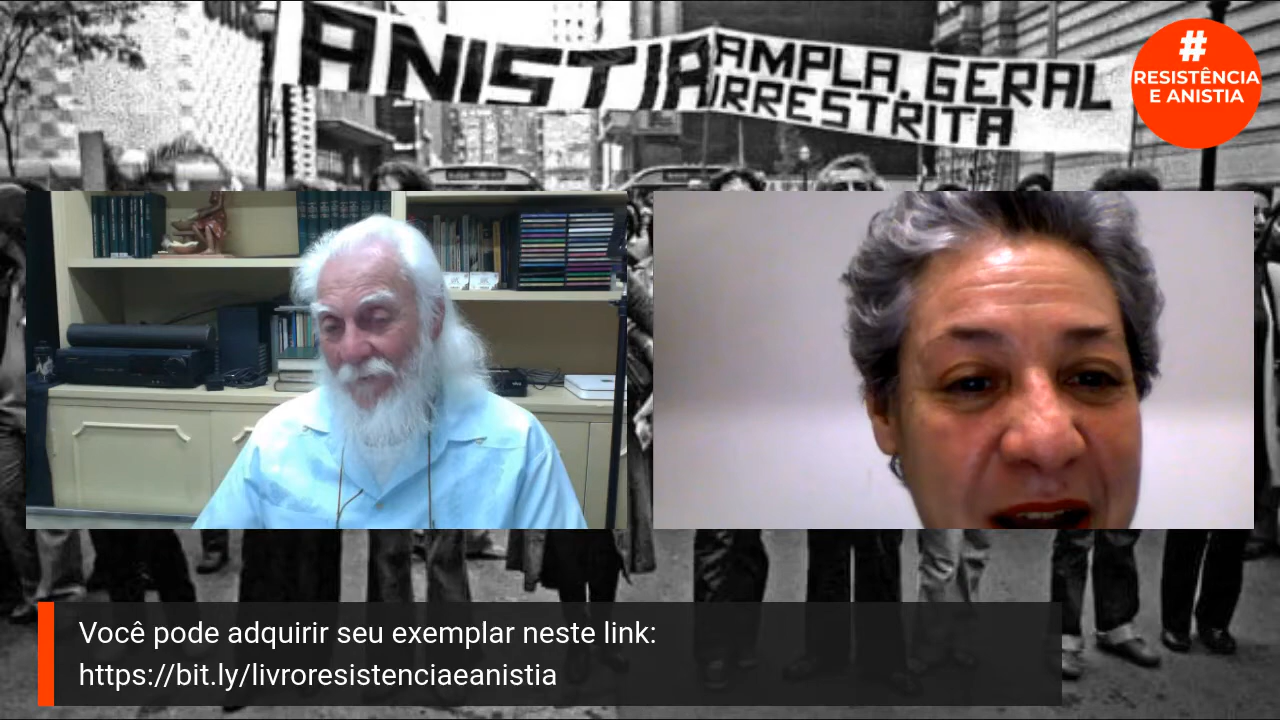 ANISTIA AMPLA, GERAL
IRRESTRITA
#
RESISTÊNCIA
E ANISTIA
Você pode adquirir seu exemplar neste link:
https://bit.ly/livroresistenciaeanistia